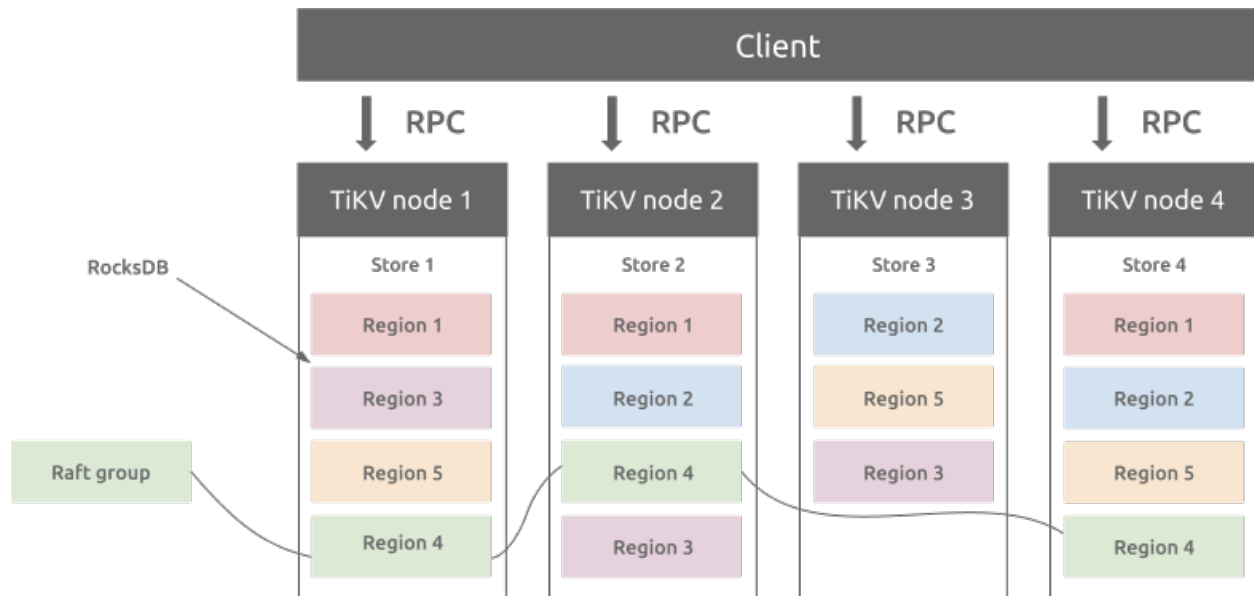 Client
RPC
RPC
RPC
RPC
TiKV node 1
TiKV node 2
TiKV node 3
TiKV node 4
RocksDB
Store 1
Region 1
Region 3
Region 5
Region 4
Store 2
Region 1
Region 2
Region 4
Region 3
Store 3
Region 2
Region 5
Region 3
Store 4
Region 1
Region 2
Region 5
Region 4
Raft group